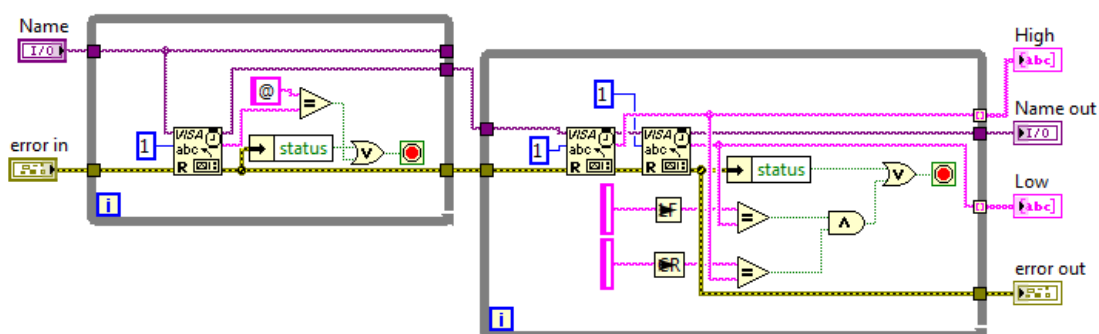 Name
I/O
error in
@
=
VISA
abc
R
1
status
V
i
1
1
VISA
abc
R
VISA
abc
R
status
V
LF
=
Λ
CR
=
i
High
[abc]
Name out
I/O
Low
[abc]
error out